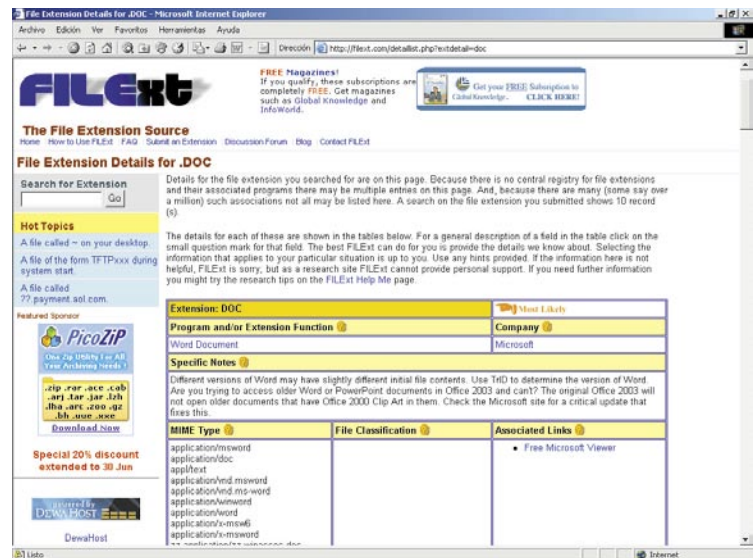 File Extension Details for .DOC - Microsoft Internet Explorer
Archivo Edición Ver Favoritos Herramientas Ayuda
Dirección http://filext.com/detaillist.php?extdetail=doc
FILExt
FREE Magazines!
If you qualify, these subscriptions are
completely FREE. Get magazines
such as Global Knowledge and
InfoWorld.
Get your FREE Subscription to
Global Knowledge. CLICK HERE!
The File Extension Source
Home How to Use FILExt FAQ Submit an Extension Discussion Forum Blog Contact FILExt
File Extension Details for .DOC
Search for Extension
Go
Hot Topics
A file called ~ on your desktop.
A file of the form TFTPxxx during
system start.
A file called
??.payment.aol.com.
Featured Sponsor
PicoZip
One Zip Utility For All
Your Archiving Needs!
.zip .rar .ace .cab
.arj .tar .jar .lzh
.lha .arc .zoo .gz
.bh .uue .xxe
Download Now
Special 20% discount
extended to 30 Jun
powered by
DEWAHOST
DewaHost
Details for the file extension you searched for are on this page. Because there is no central registry for file extensions
and their associated programs there may be multiple entries on this page. And, because there are many (some say over
a million) such associations not all may be listed here. A search on the file extension you submitted shows 10 record
(s).
The details for each of these are shown in the tables below. For a general description of a field in the table click on the
small question mark for that field. The best FILExt can do for you is provide the details we know about. Selecting the
information that applies to your particular situation is up to you. Use any hints provided. If the information here is not
helpful, FILExt is sorry, but as a research site FILExt cannot provide personal support. If you need further information
you might try the research tips on the FILExt Help Me page.
Extension: DOC Most Likely
Program and/or Extension Function Company
Word Document Microsoft
Specific Notes
Different versions of Word may have slightly different initial file contents. Use TrID to determine the version of Word.
Are you trying to access older Word or PowerPoint documents in Office 2003 and can't? The original Office 2003 will
not open older documents that have Office 2000 Clip Art in them. Check the Microsoft site for a critical update that
fixes this.
MIME Type File Classification Associated Links
application/msword
Free Microsoft Viewer
application/doc
appl/text
application/vnd.msword
application/vnd.ms-word
application/winword
application/word
application/x-msw6
application/x-msword
Listo
Internet